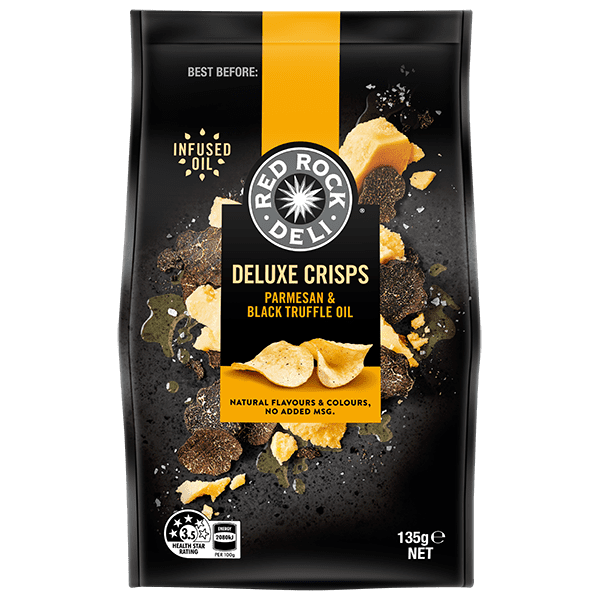 BEST BEFORE:
INFUSED
OIL
RED ROCK
DELI
®
DELUXE CRISPS
PARMESAN &
BLACK TRUFFLE OIL
NATURAL FLAVOURS & COLOURS,
NO ADDED MSG.
3.5
HEALTH STAR
RATING
ENERGY
2080kJ
PER 100g
135g℮
NET